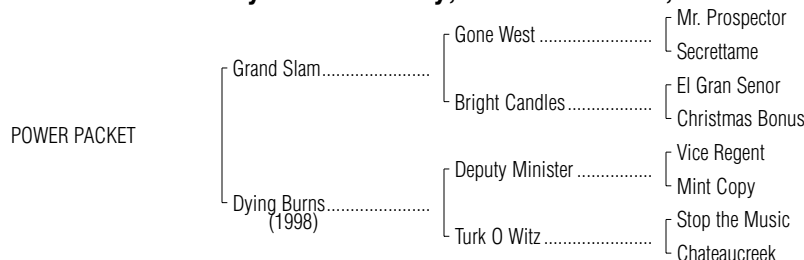 Mr. Prospector
Gone West ..........................
Secrettame
Grand Slam.......................
El Gran Senor
Bright Candles...................
Christmas Bonus
POWER PACKET
Vice Regent
Deputy Minister .................
Mint Copy
Dying Burns......................
(1998)
Stop the Music
Turk O Witz ........................
Chateaucreek